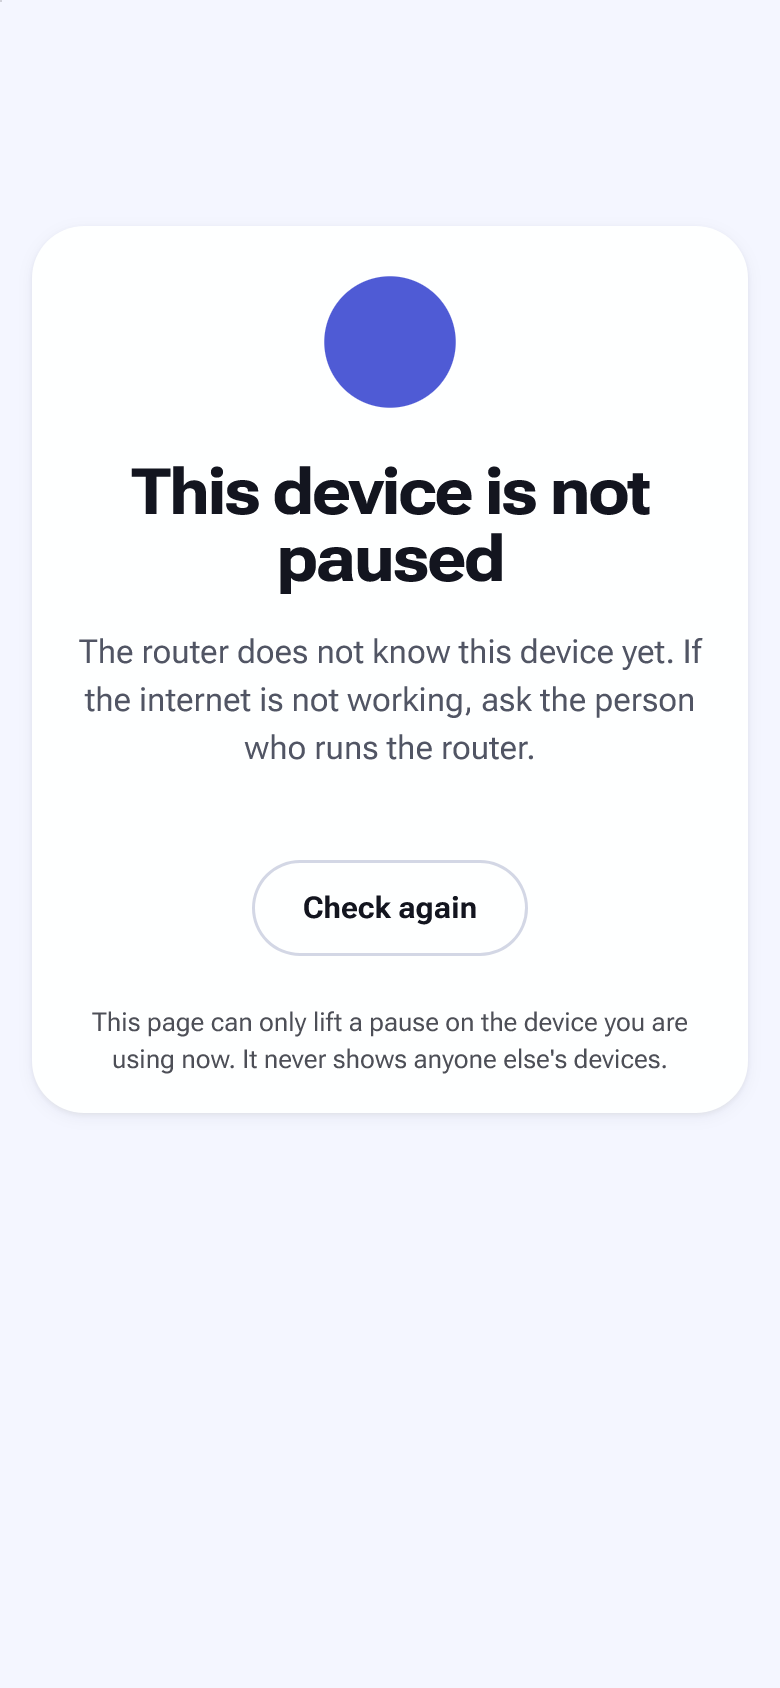 This device is not
paused
The router does not know this device yet. If
the internet is not working, ask the person
who runs the router.
Check again
This page can only lift a pause on the device you are
using now. It never shows anyone else's devices.